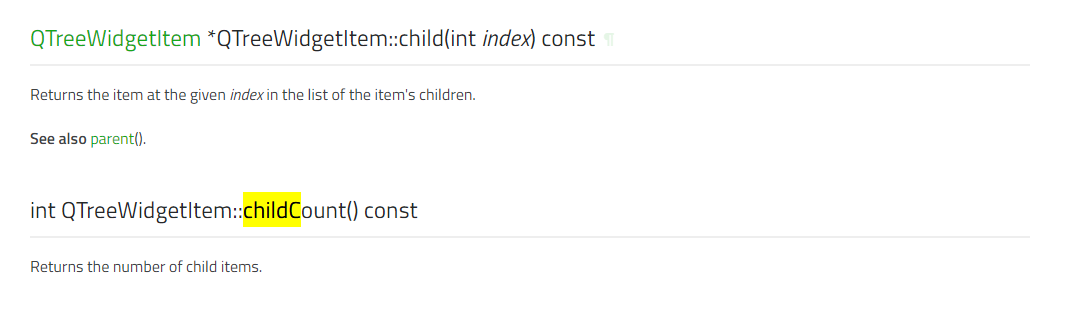 QTreeWidgetItem *QTreeWidgetItem::child(int index) const ¶
Returns the item at the given index in the list of the item's children.
See also parent().
int QTreeWidgetItem::childCount() const
Returns the number of child items.